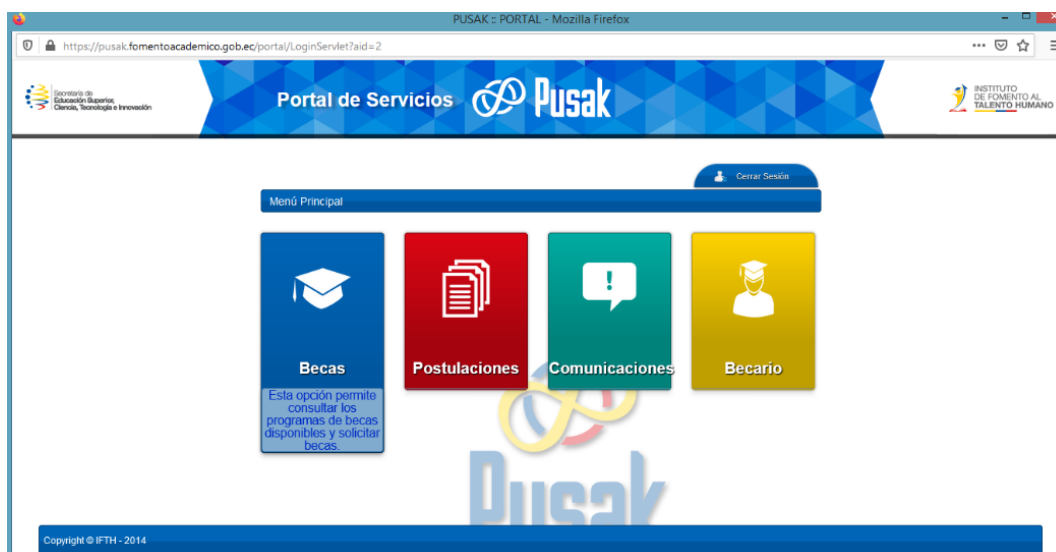 PUSAK :: PORTAL - Mozilla Firefox
https://pusak.fomentoacademico.gob.ec/portal/LoginServlet?aid=2
Secretaría de
Educación Superior,
Ciencia, Tecnología e Innovación
Portal de Servicios Pusak
INSTITUTO
DE FOMENTO AL
TALENTO HUMANO
Cerrar Sesión
Menú Principal
Becas
Postulaciones
Comunicaciones
Becario
Esta opción permite
consultar los
programas de becas
disponibles y solicitar
becas.
Pusak
Copyright © IFTH - 2014